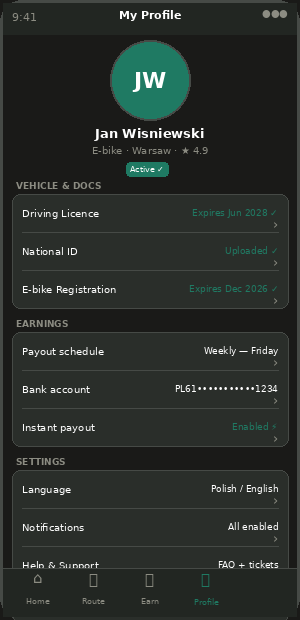 9:41
My Profile
JW
Jan Wisniewski
E-bike · Warsaw · ★ 4.9
Active ✓
VEHICLE & DOCS
Driving Licence Expires Jun 2028 ✓
National ID Uploaded ✓
E-bike Registration Expires Dec 2026 ✓
EARNINGS
Payout schedule Weekly — Friday
Bank account PL61•••••••••••1234
Instant payout Enabled ⚡
SETTINGS
Language Polish / English
Notifications All enabled
Help & Support FAQ + tickets
Home Route Earn Profile